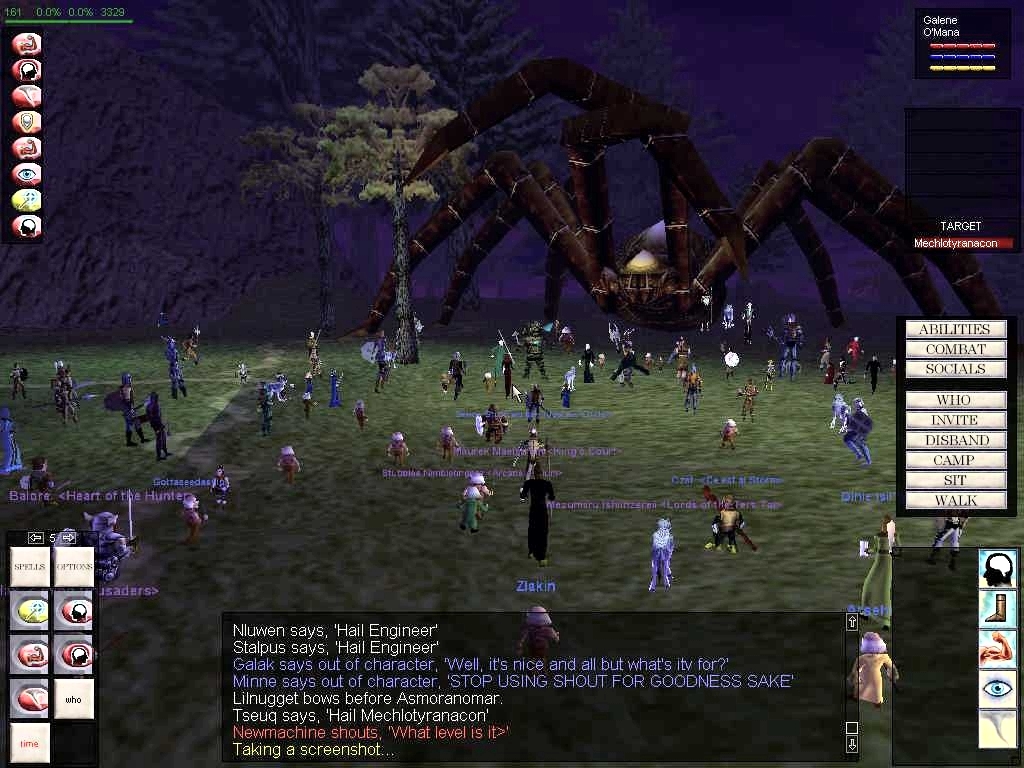 161 0.0% 0.0% 3329
Galene
O'Mana
TARGET
Mechlotyranacon
ABILITIES
COMBAT
SOCIALS
WHO
INVITE
DISBAND
CAMP
SIT
WALK
Balore <Heart of the Hunter
usaders>
Zlakin
5
SPELLS
OPTIONS
who
time
Nluwen says, 'Hail Engineer'
Stalpus says, 'Hail Engineer'
Galak says out of character, 'Well, it's nice and all but what's itv for?'
Minne says out of character, 'STOP USING SHOUT FOR GOODNESS SAKE'
Lilnugget bows before Asmoranomar.
Tseuq says, 'Hail Mechlotyranacon'
Newmachine shouts, 'What level is it>'
Taking a screenshot...